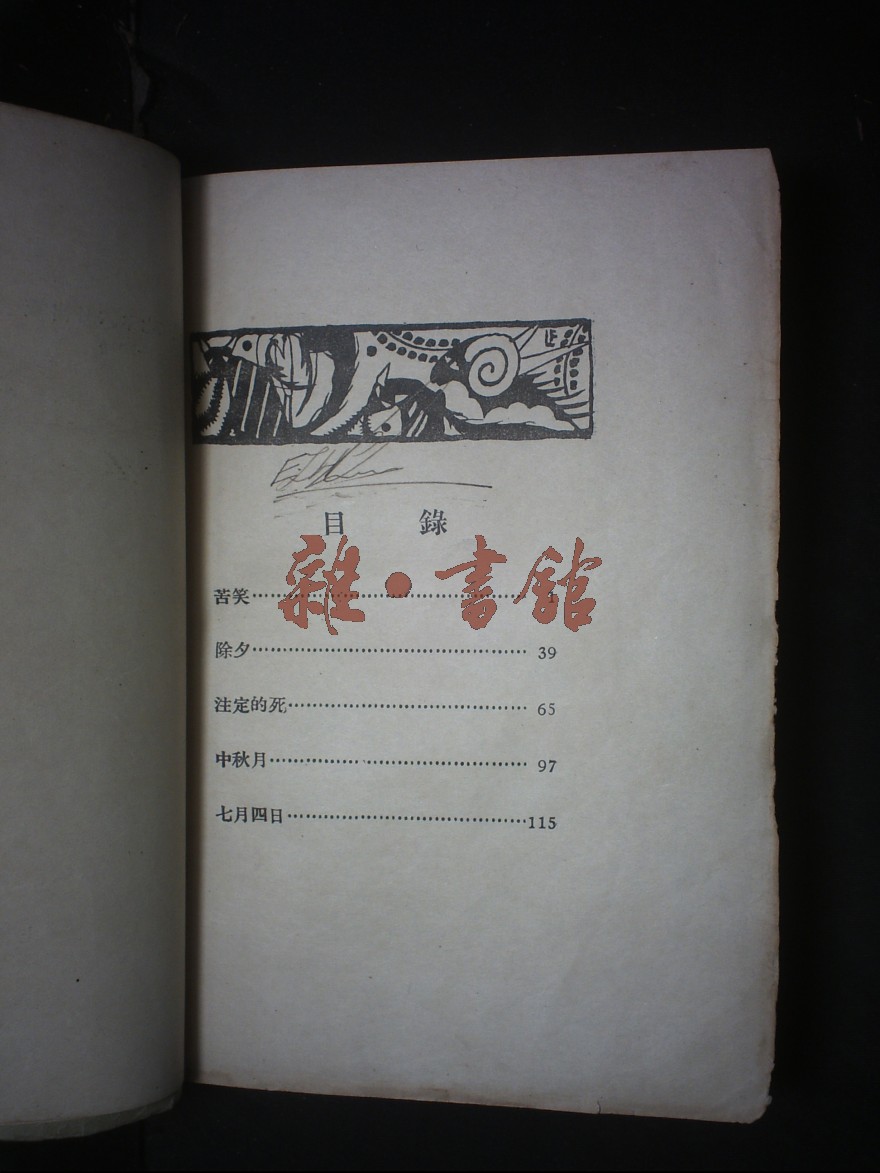 目錄
雜·書館
苦笑
除夕 39
注定的死 65
中秋月 97
七月四日 115